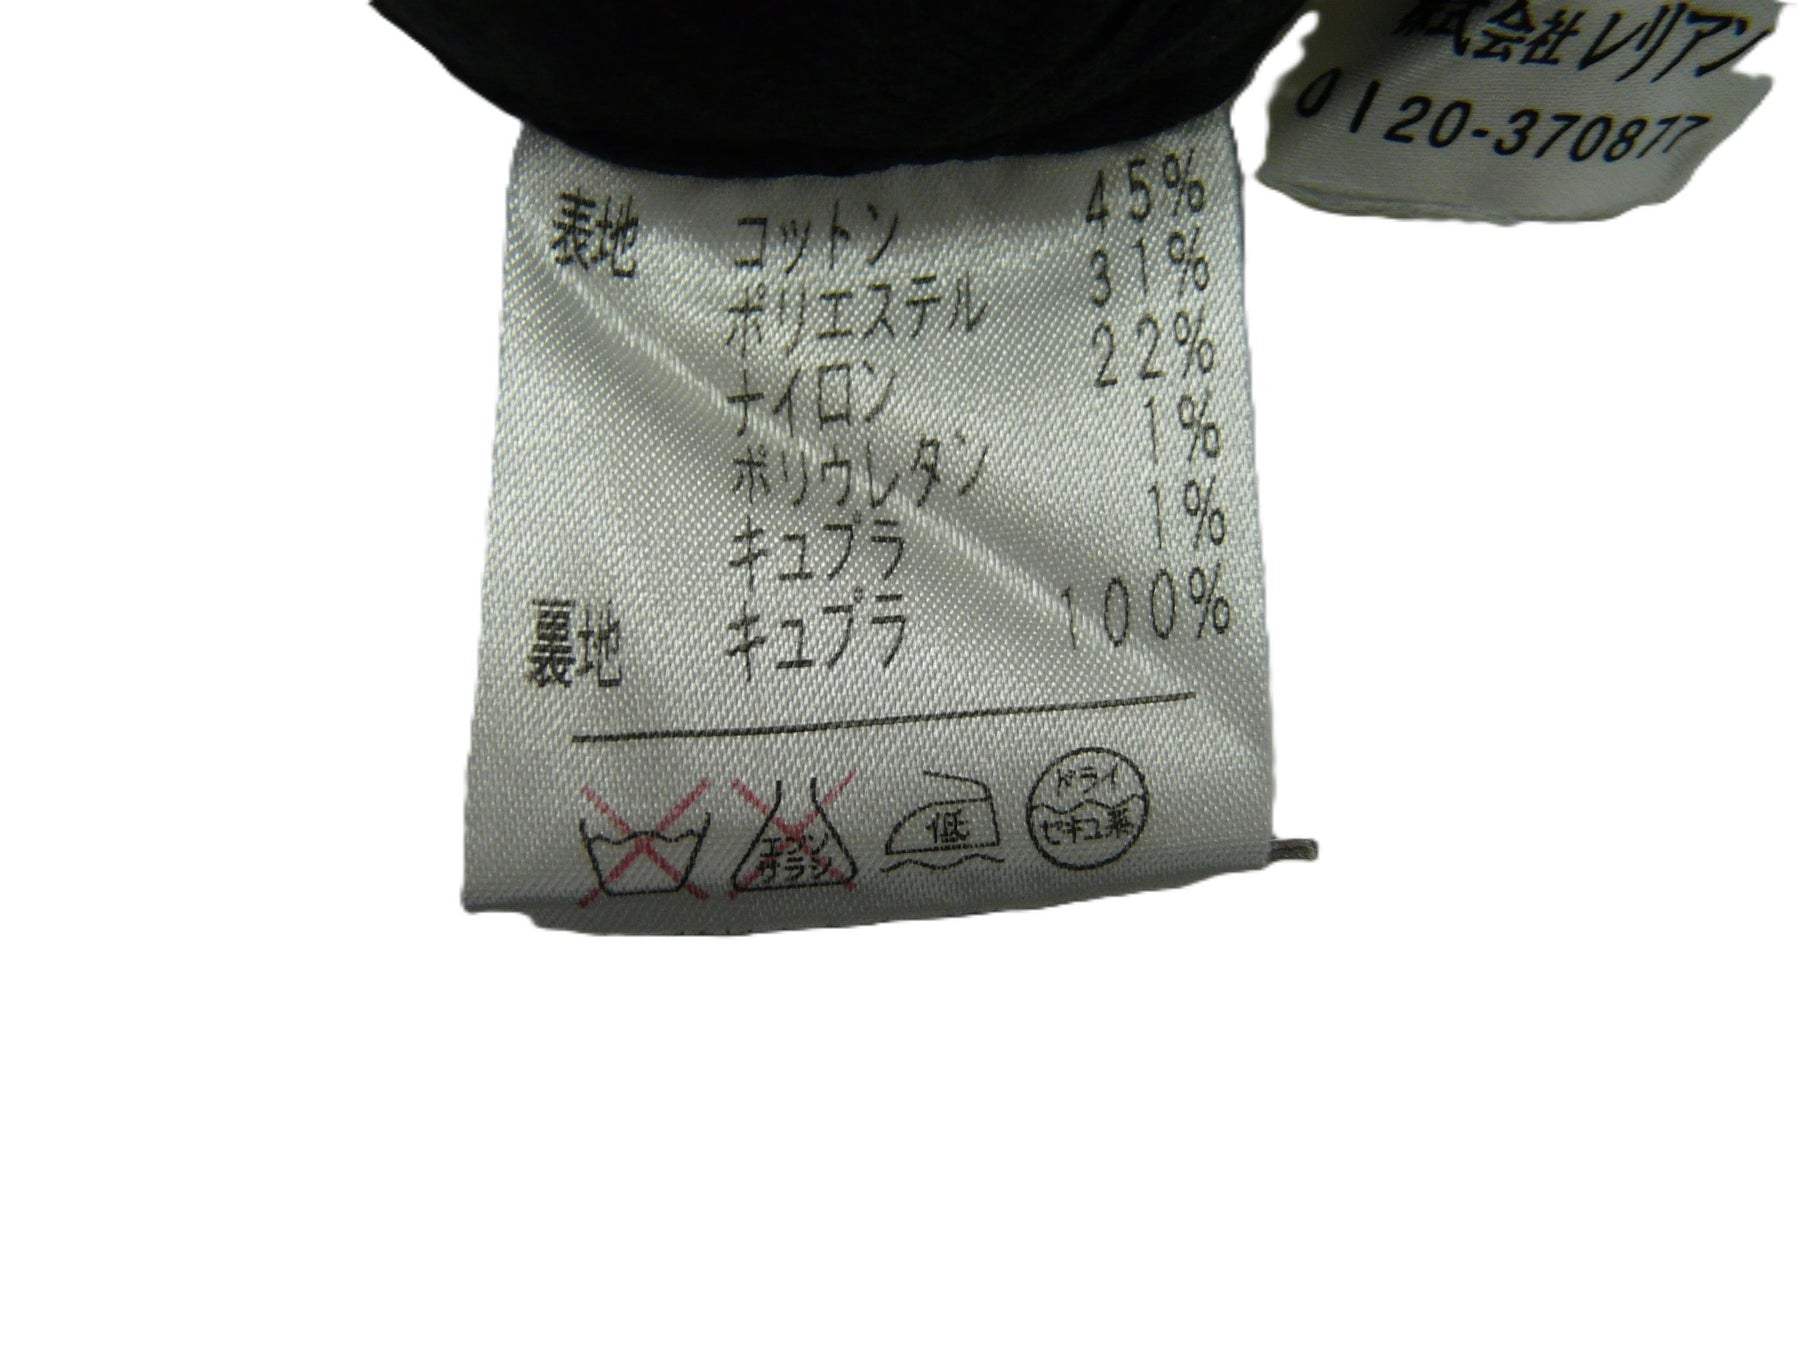 株式会社レリアン
0120-370877
表地 コットン 45%
ポリエステル 31%
ナイロン 22%
ポリウレタン 1%
キュプラ 1%
裏地 キュプラ 100%
エンソ
サラシ
低
ドライ
セキユ系